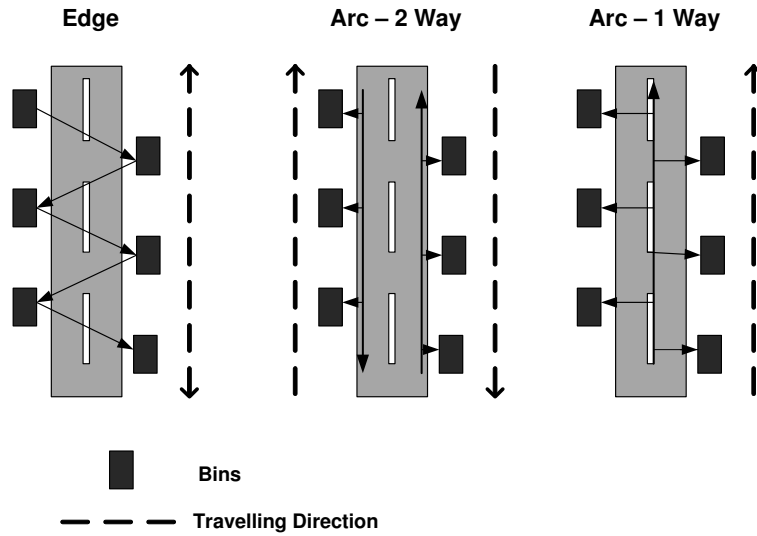 Edge
Arc – 2 Way
Arc – 1 Way
Bins
Travelling Direction